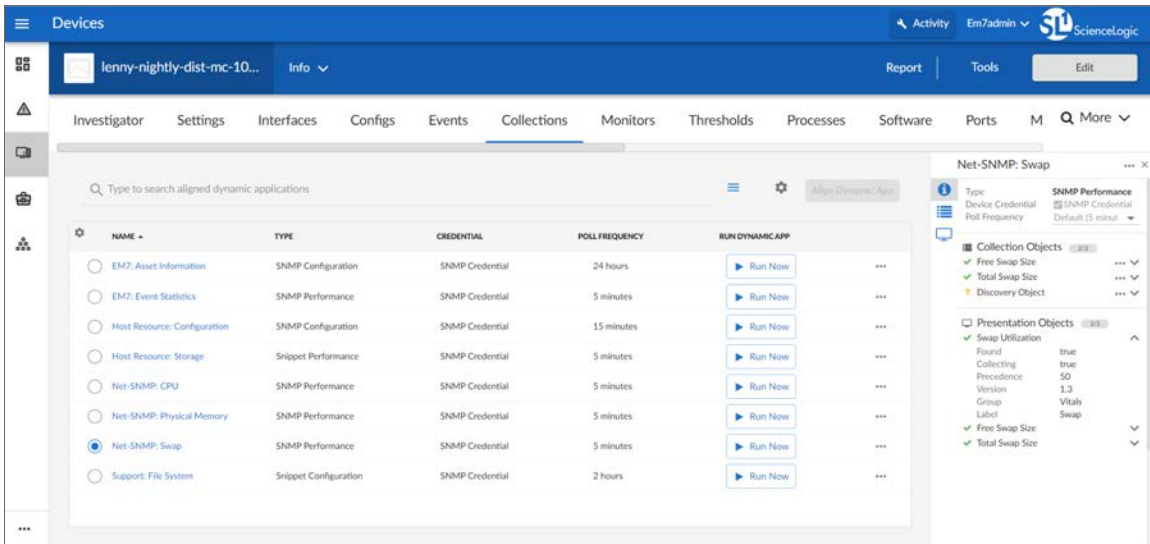 Devices
Activity
Em7admin
SL1 ScienceLogic
lenny-nightly-dist-mc-10...
Info
Report
Tools
Edit
Investigator Settings Interfaces Configs Events Collections Monitors Thresholds Processes Software Ports M More
Type to search aligned dynamic applications
Align Dynamic App
NAME TYPE CREDENTIAL POLL FREQUENCY RUN DYNAMIC APP
EM7: Asset Information SNMP Configuration SNMP Credential 24 hours Run Now ...
EM7: Event Statistics SNMP Performance SNMP Credential 5 minutes Run Now ...
Host Resource: Configuration SNMP Configuration SNMP Credential 15 minutes Run Now ...
Host Resource: Storage Snippet Performance SNMP Credential 5 minutes Run Now ...
Net-SNMP: CPU SNMP Performance SNMP Credential 5 minutes Run Now ...
Net-SNMP: Physical Memory SNMP Performance SNMP Credential 5 minutes Run Now ...
Net-SNMP: Swap SNMP Performance SNMP Credential 5 minutes Run Now ...
Support: File System Snippet Configuration SNMP Credential 2 hours Run Now ...
Net-SNMP: Swap
Type SNMP Performance
Device Credential SNMP Credential
Poll Frequency Default (5 minut
Collection Objects
Free Swap Size
Total Swap Size
Discovery Object
Presentation Objects
Swap Utilization
Found true
Collecting true
Precedence 50
Version 1.3
Group Vitals
Label Swap
Free Swap Size
Total Swap Size